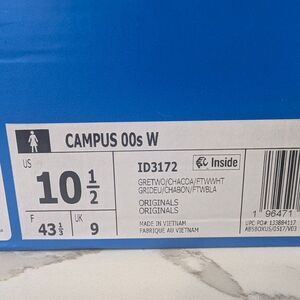 CAMPUS 00s W
US
10 1/2
F
43 1/3
UK
9
ID3172
Inside
GRETWO/CHACOA/FTWWHT
GRIDEU/CHABON/FTWBLA
ORIGINALS
ORIGINALS
MADE IN VIETNAM
FABRIQUÉ AU VIETNAM
1 96471
UPC